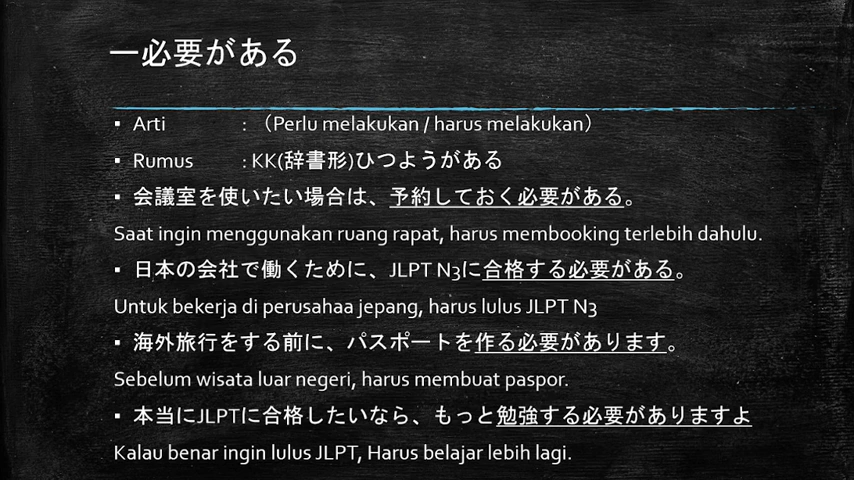 一必要がある
▪ Arti : （Perlu melakukan / harus melakukan）
▪ Rumus : KK(辞書形)ひつようがある
▪ 会議室を使いたい場合は、予約しておく必要がある。
Saat ingin menggunakan ruang rapat, harus membooking terlebih dahulu.
▪ 日本の会社で働くために、JLPT N3に合格する必要がある。
Untuk bekerja di perusahaa jepang, harus lulus JLPT N3
▪ 海外旅行をする前に、パスポートを作る必要があります。
Sebelum wisata luar negeri, harus membuat paspor.
▪ 本当にJLPTに合格したいなら、もっと勉強する必要がありますよ
Kalau benar ingin lulus JLPT, Harus belajar lebih lagi.